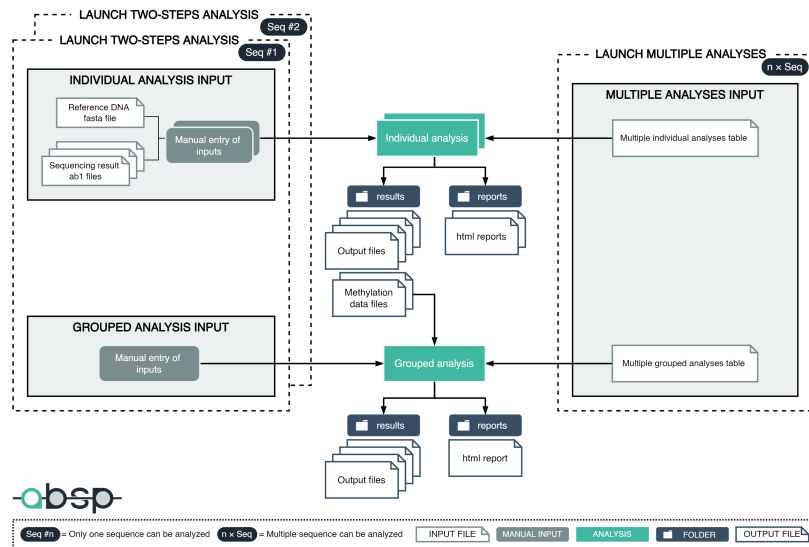 LAUNCH TWO-STEPS ANALYSIS
Seq #2
LAUNCH TWO-STEPS ANALYSIS
Seq #1
INDIVIDUAL ANALYSIS INPUT
Reference DNA
fasta file
Manual entry of
inputs
Sequencing result
ab1 files
GROUPED ANALYSIS INPUT
Manual entry of
inputs
Individual analysis
results
reports
Output files
html reports
Methylation
data files
Grouped analysis
results
reports
Output files
html report
LAUNCH MULTIPLE ANALYSES
n × Seq
MULTIPLE ANALYSES INPUT
Multiple individual analyses table
Multiple grouped analyses table
absp
Seq #n = Only one sequence can be analyzed
n × Seq = Multiple sequence can be analyzed
INPUT FILE
MANUAL INPUT
ANALYSIS
FOLDER
OUTPUT FILE